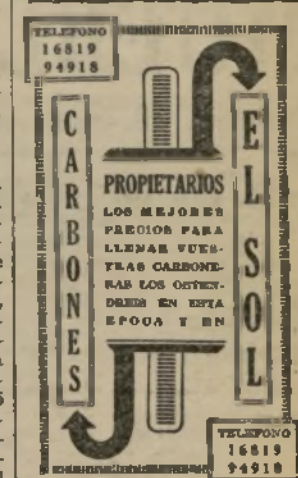 TELEFONO
16819
94918
CARBONES
PROPIETARIOS
LOS MEJORES
PRECIOS PARA
LLENAR VUES-
TRAS CARBONE-
RAS LOS OBTEN-
DREIS EN ESTA
EPOCA Y EN
EL SOL
TELEFONO
16819
94918